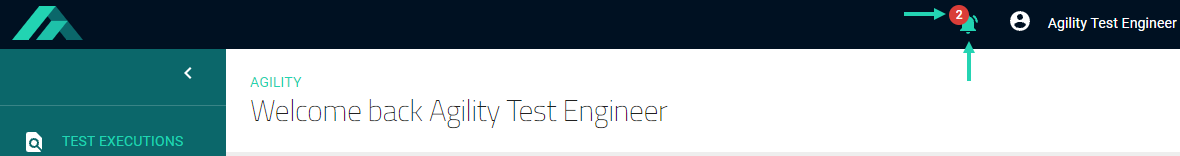 2
Agility Test Engineer
AGILITY
Welcome back Agility Test Engineer
TEST EXECUTIONS